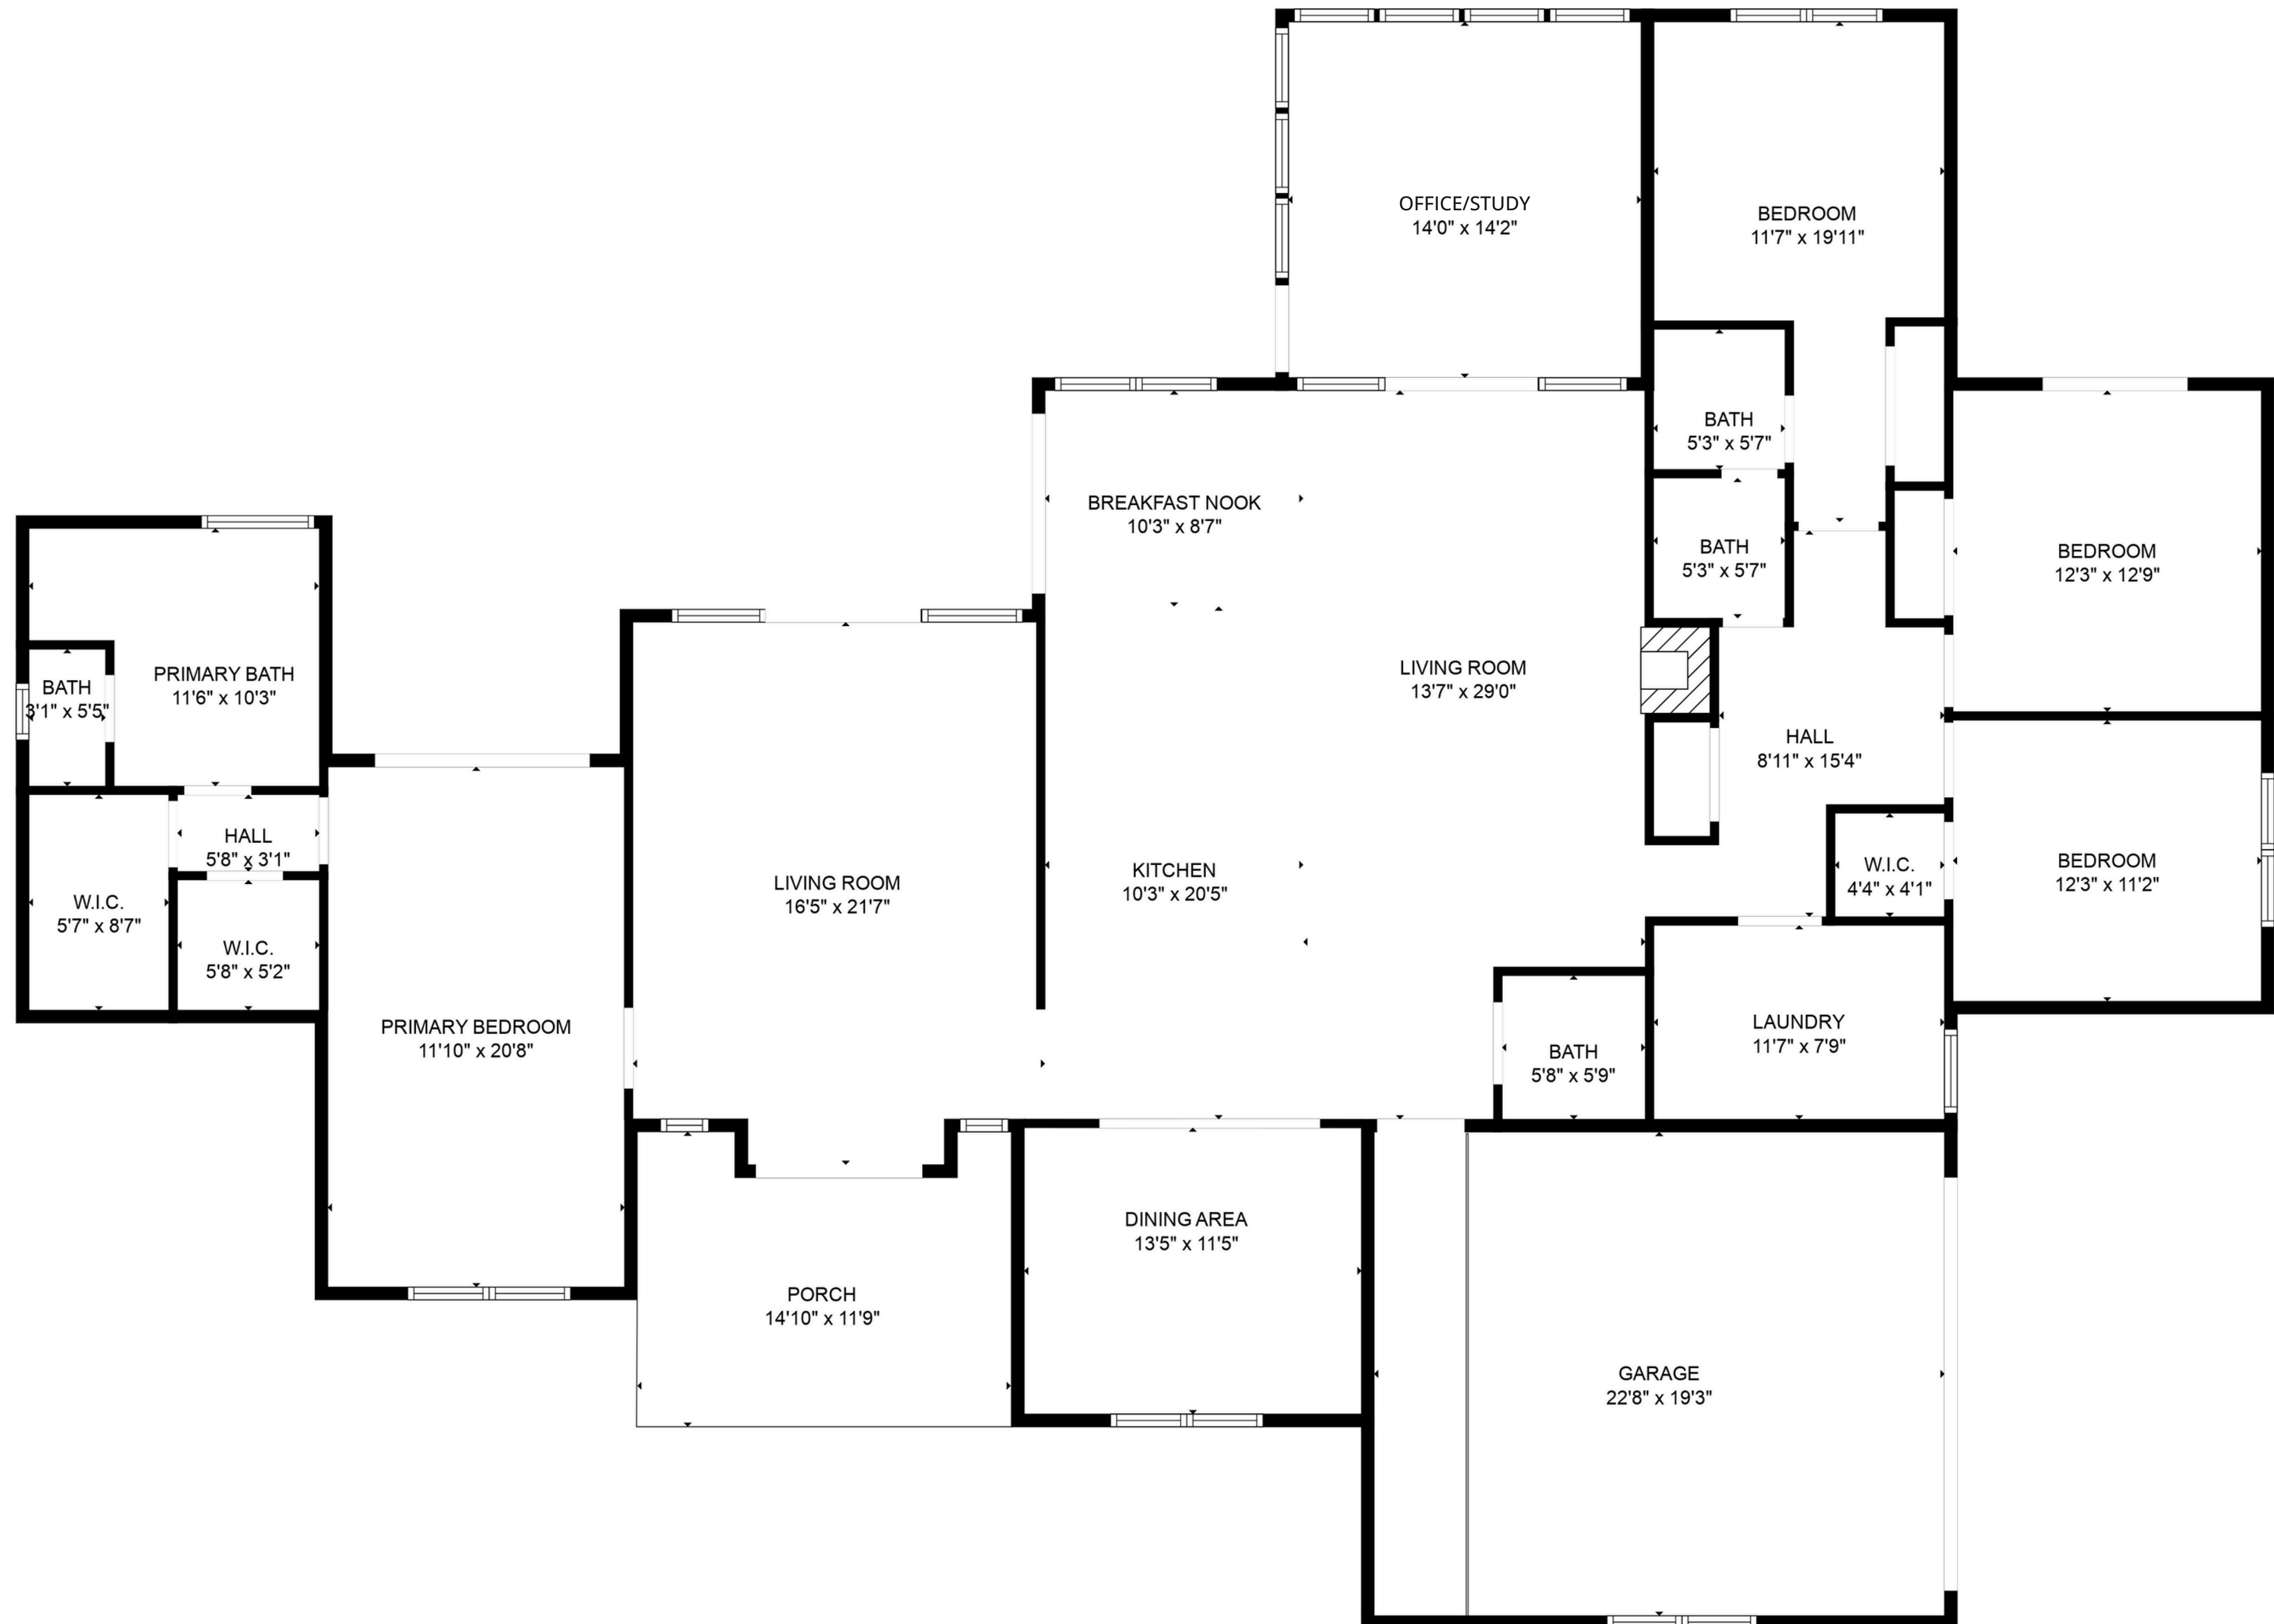 OFFICE/STUDY
14'0" x 14'2"
BEDROOM
11'7" x 19'11"
BATH
5'3" x 5'7"
BREAKFAST NOOK
10'3" x 8'7"
BATH
5'3" x 5'7"
BEDROOM
12'3" x 12'9"
PRIMARY BATH
11'6" x 10'3"
BATH
3'1" x 5'5"
LIVING ROOM
13'7" x 29'0"
HALL
8'11" x 15'4"
HALL
5'8" x 3'1"
W.I.C.
5'7" x 8'7"
W.I.C.
5'8" x 5'2"
LIVING ROOM
16'5" x 21'7"
KITCHEN
10'3" x 20'5"
W.I.C.
4'4" x 4'1"
BEDROOM
12'3" x 11'2"
PRIMARY BEDROOM
11'10" x 20'8"
BATH
5'8" x 5'9"
LAUNDRY
11'7" x 7'9"
PORCH
14'10" x 11'9"
DINING AREA
13'5" x 11'5"
GARAGE
22'8" x 19'3"